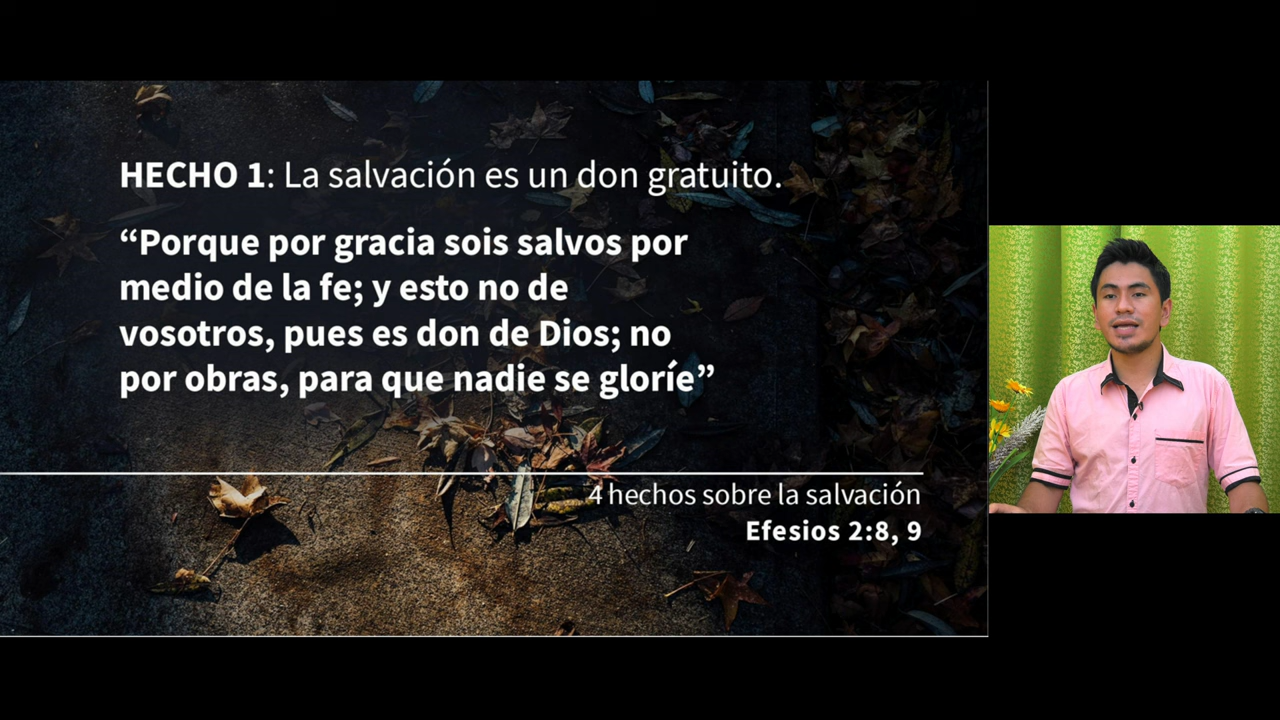 HECHO 1: La salvación es un don gratuito.
“Porque por gracia sois salvos por
medio de la fe; y esto no de
vosotros, pues es don de Dios; no
por obras, para que nadie se gloríe”
4 hechos sobre la salvación
Efesios 2:8, 9